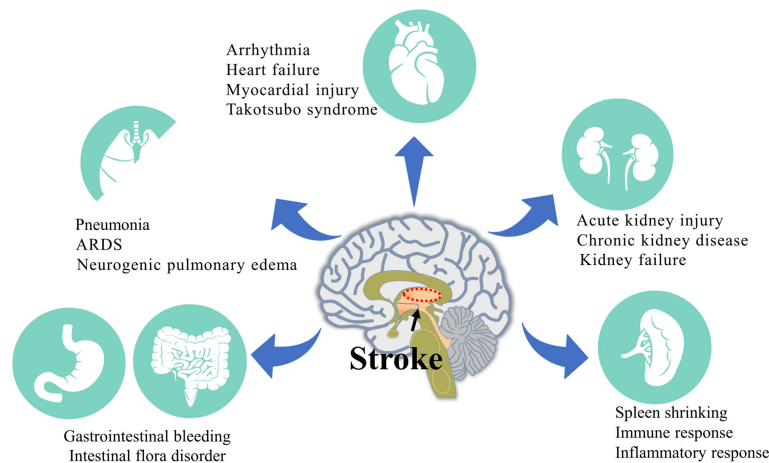 Arrhythmia
Heart failure
Myocardial injury
Takotsubo syndrome
Pneumonia
ARDS
Neurogenic pulmonary edema
Acute kidney injury
Chronic kidney disease
Kidney failure
Stroke
Gastrointestinal bleeding
Intestinal flora disorder
Spleen shrinking
Immune response
Inflammatory response